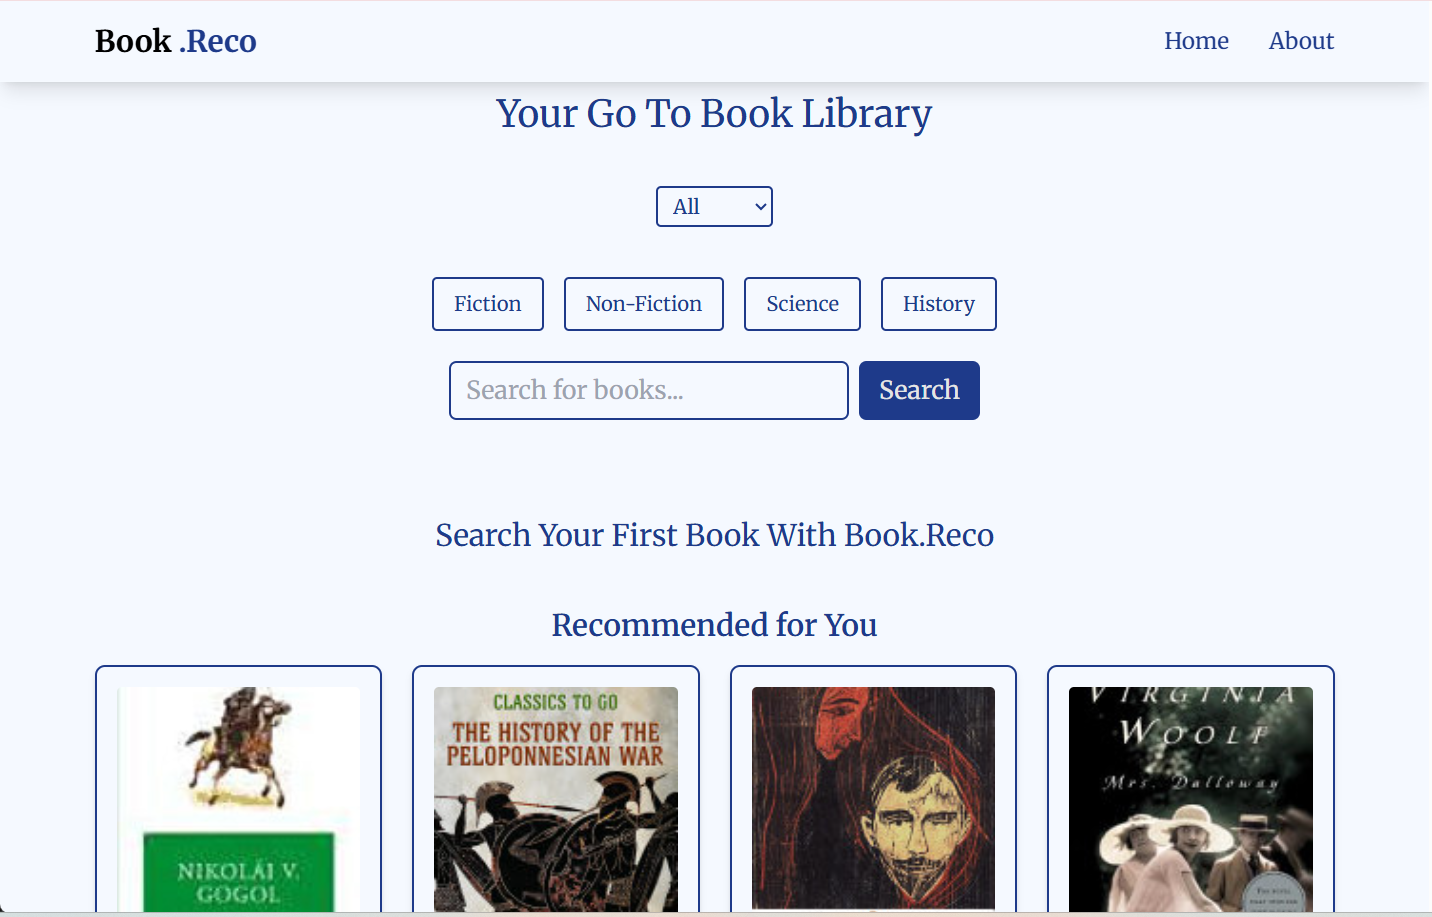 Book .Reco
Home
About
Your Go To Book Library
All
Fiction
Non-Fiction
Science
History
Search for books...
Search
Search Your First Book With Book.Reco
Recommended for You
NIKOLÁI V.
GOGOL
CLASSICS TO GO
THE HISTORY OF THE
PELOPONNESIAN WAR
VIRGINIA
WOOLF
Mrs. Dalloway